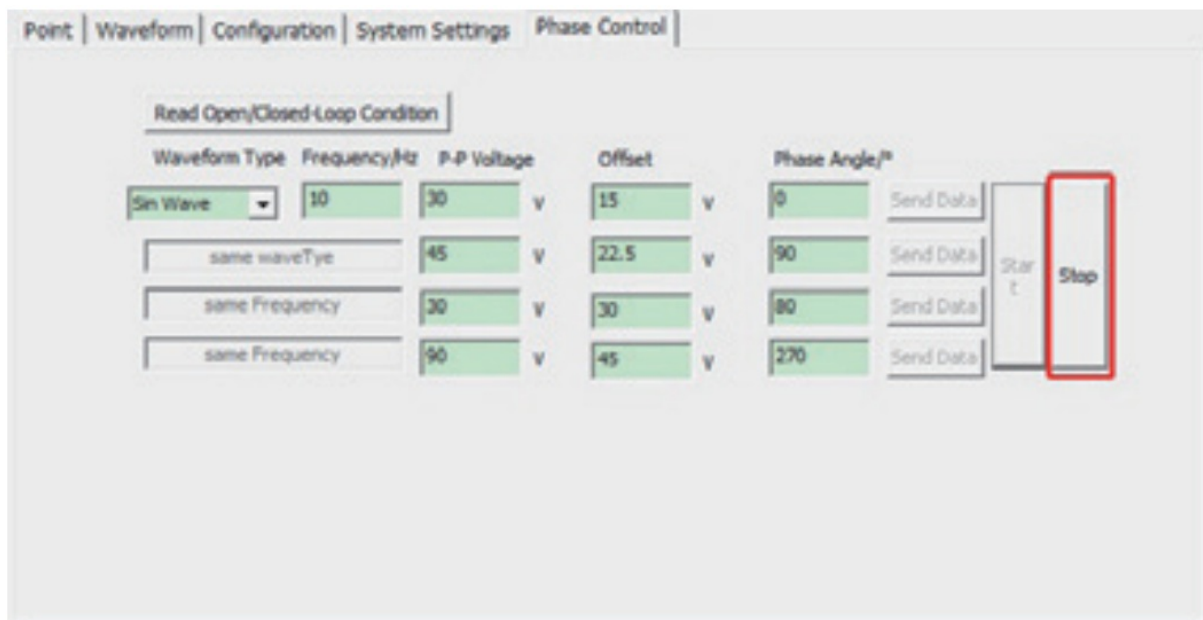 Point Waveform Configuration System Settings Phase Control
Read Open/Closed-Loop Condition
Waveform Type Frequency/Hz P-P Voltage Offset Phase Angle/°
Sin Wave 10 30 V 15 V 0 Send Data
same waveTye 45 V 22.5 V 90 Send Data
same Frequency 30 V 30 V 80 Send Data
same Frequency 90 V 45 V 270 Send Data
Star
t
Stop